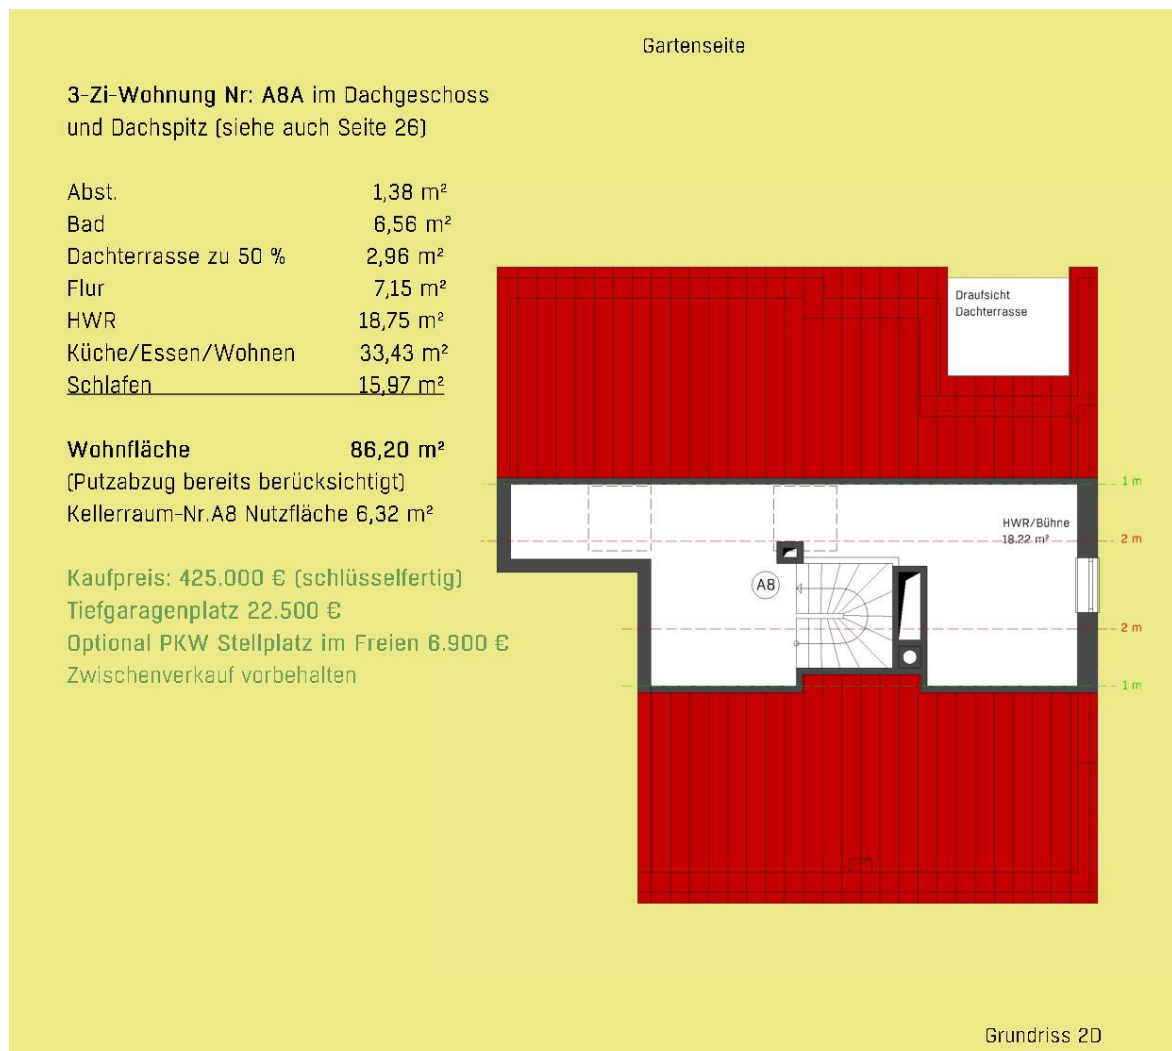 Gartenseite
3-Zi-Wohnung Nr: A8A im Dachgeschoss
und Dachspitz (siehe auch Seite 26)
Abst. 1,38 m²
Bad 6,56 m²
Dachterrasse zu 50 % 2,96 m²
Flur 7,15 m²
HWR 18,75 m²
Küche/Essen/Wohnen 33,43 m²
Schlafen 15,97 m²
Wohnfläche 86,20 m²
(Putzabzug bereits berücksichtigt)
Kellerraum-Nr.A8 Nutzfläche 6,32 m²
Kaufpreis: 425.000 € (schlüsselfertig)
Tiefgaragenplatz 22.500 €
Optional PKW Stellplatz im Freien 6.900 €
Zwischenverkauf vorbehalten
Draufsicht
Dachterrasse
1 m
HWR/Bühne
18.22 m²
2 m
A8
2 m
1 m
Grundriss 2D